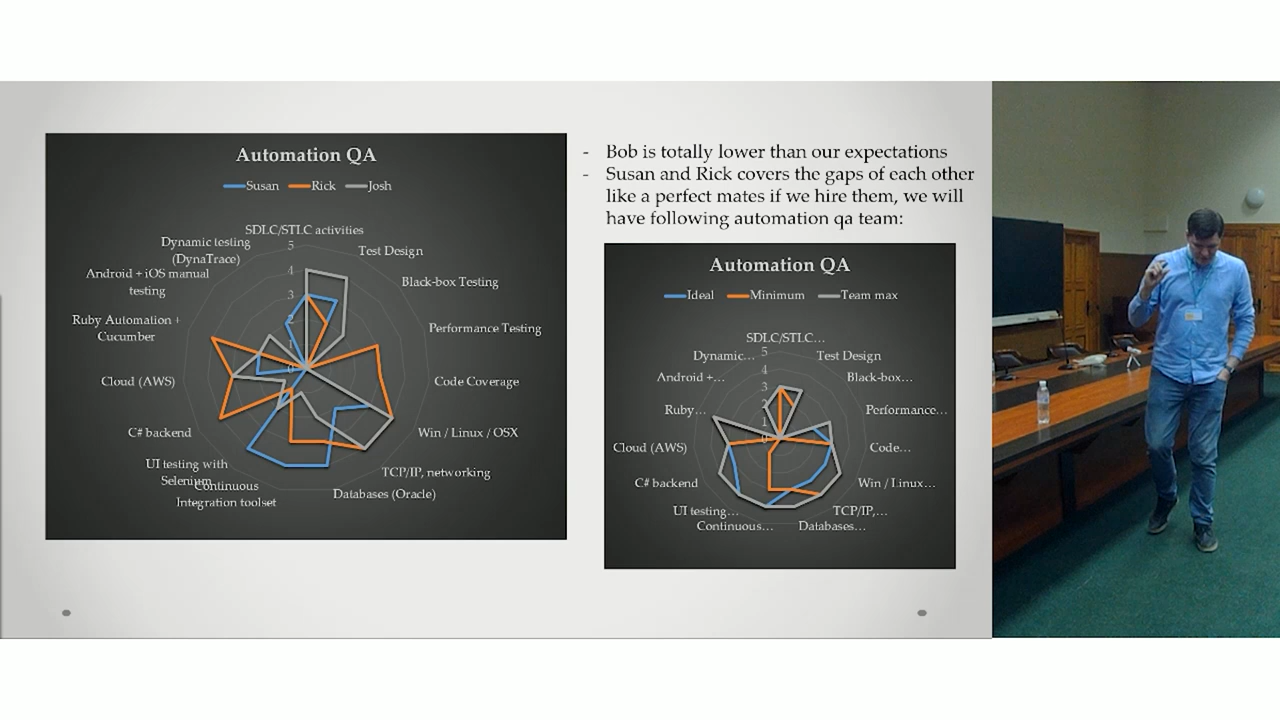 Automation QA
Susan Rick Josh
SDLC/STLC activities
Test Design
Black-box Testing
Performance Testing
Code Coverage
Win / Linux / OSX
TCP/IP, networking
Databases (Oracle)
Continuous
Integration toolset
UI testing with
Selenium
C# backend
Cloud (AWS)
Ruby Automation +
Cucumber
Android + iOS manual
testing
Dynamic testing
(DynaTrace)
5
4
3
2
1
0
- Bob is totally lower than our expectations
- Susan and Rick covers the gaps of each other
like a perfect mates if we hire them, we will
have following automation qa team:
Automation QA
Ideal Minimum Team max
SDLC/STC...
Test Design
Black-box...
Performance...
Code...
Win / Linux...
TCP/IP,...
Databases...
Continuous...
UI testing...
C# backend
Cloud (AWS)
Ruby...
Android +...
Dynamic...
5
4
3
2
1
0